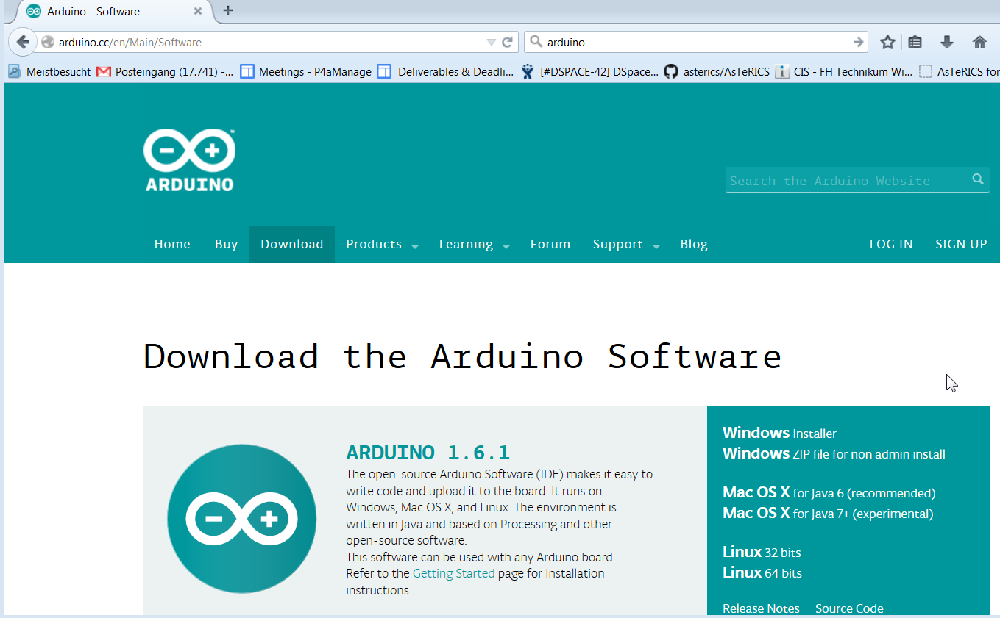 Arduino - Software
arduino.cc/en/Main/Software
arduino
Meistbesucht Posteingang (17.741) -... Meetings - P4aManage Deliverables & Deadli... [#DSPACE-42] DSpace... asterics/AsTeRICS CIS - FH Technikum Wi... AsTeRICS for
ARDUINO
TM
Search the Arduino Website
Home Buy Download Products Learning Forum Support Blog LOG IN SIGN UP
Download the Arduino Software
ARDUINO 1.6.1
The open-source Arduino Software (IDE) makes it easy to
write code and upload it to the board. It runs on
Windows, Mac OS X, and Linux. The environment is
written in Java and based on Processing and other
open-source software.
This software can be used with any Arduino board.
Refer to the Getting Started page for Installation
instructions.
Windows Installer
Windows ZIP file for non admin install
Mac OS X for Java 6 (recommended)
Mac OS X for Java 7+ (experimental)
Linux 32 bits
Linux 64 bits
Release Notes Source Code